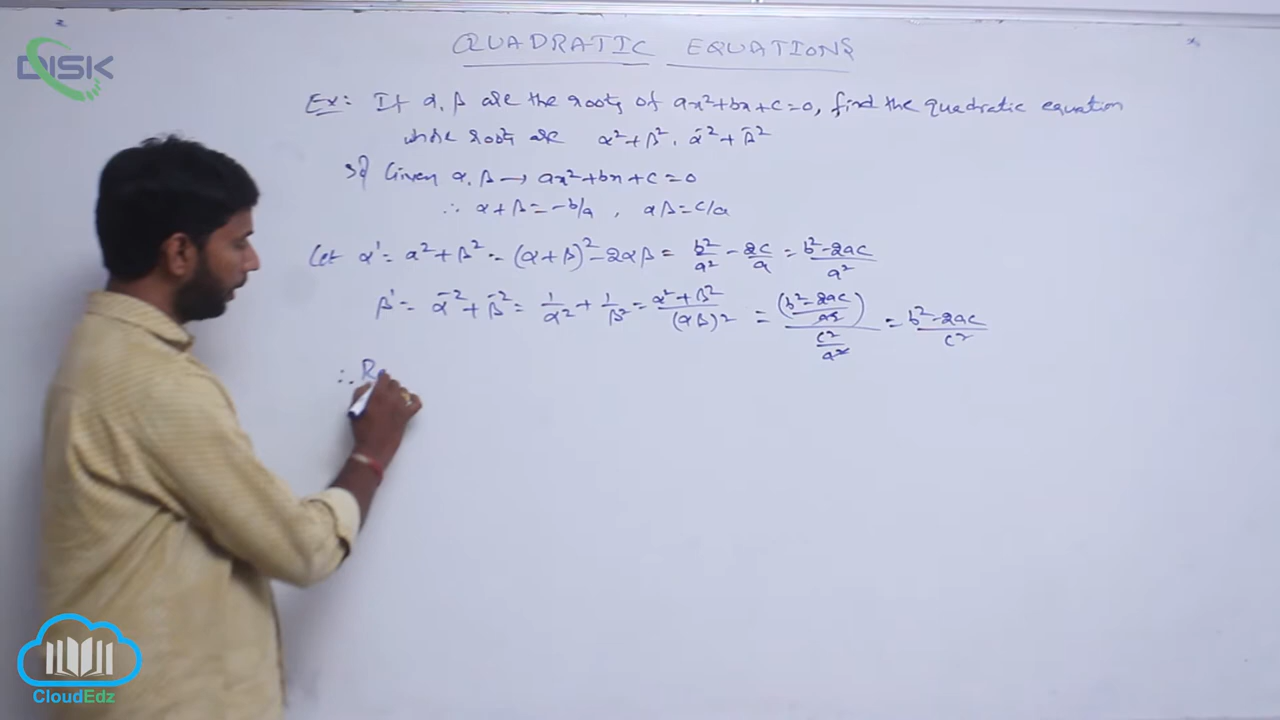 DISK
QUADRATIC EQUATIONS
Ex: If α, β are the roots of ax²+bx+c=0, find the quadratic equation
whose roots are α²+β², α⁻²+β⁻²
Sol Given α, β → ax²+bx+c=0
∴ α+β = -b/a , αβ = c/a
Let α' = α²+β² = (α+β)² - 2αβ = b²/a² - 2c/a = (b²-2ac)/a²
β' = α⁻²+β⁻² = 1/α² + 1/β² = (α²+β²)/(αβ)² = ((b²-2ac)/a²)/(c²/a²) = (b²-2ac)/c²
∴ Re
CloudEdz